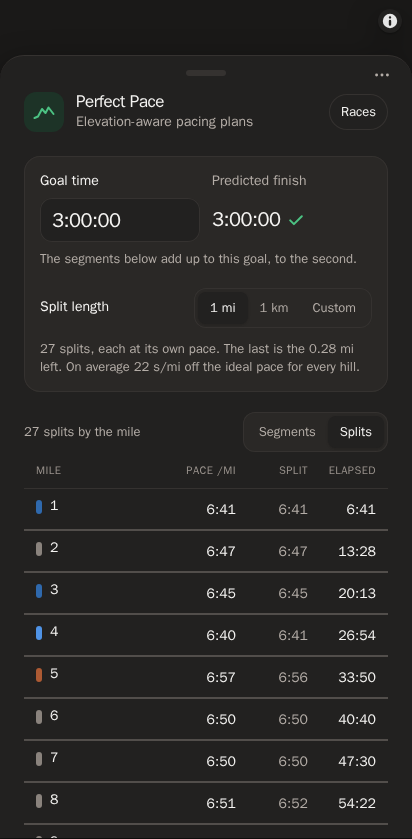 Perfect Pace
Elevation-aware pacing plans
Races
Goal time
Predicted finish
3:00:00
3:00:00
The segments below add up to this goal, to the second.
Split length
1 mi
1 km
Custom
27 splits, each at its own pace. The last is the 0.28 mi
left. On average 22 s/mi off the ideal pace for every hill.
27 splits by the mile
Segments
Splits
MILE PACE /MI SPLIT ELAPSED
1 6:41 6:41 6:41
2 6:47 6:47 13:28
3 6:45 6:45 20:13
4 6:40 6:41 26:54
5 6:57 6:56 33:50
6 6:50 6:50 40:40
7 6:50 6:50 47:30
8 6:51 6:52 54:22